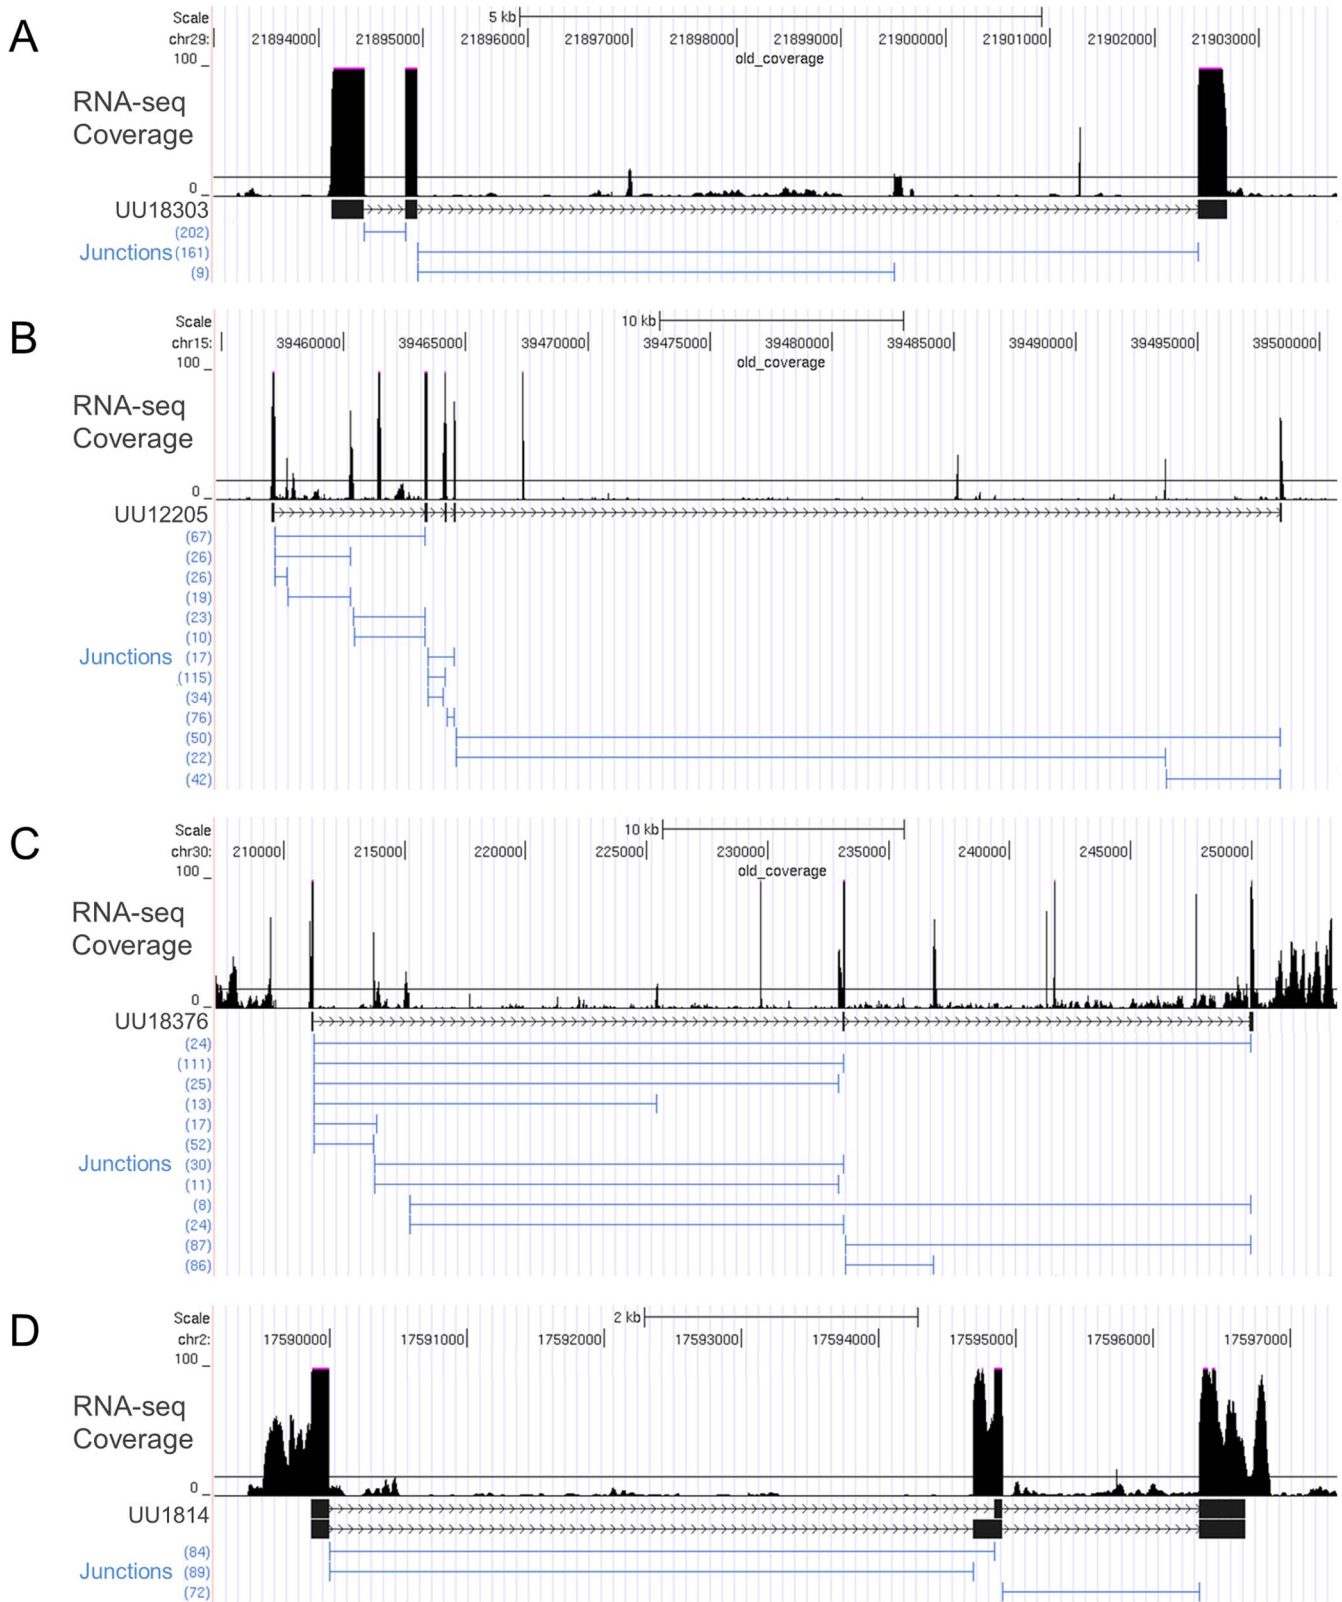 A
Scale 5 kb
chr29: 21894000 21895000 21896000 21897000 21898000 21899000 21900000 21901000 21902000 21903000
100 _ old_coverage
RNA-seq
Coverage
0 _
UU18303
(202)
Junctions (161)
(9)
B
Scale 10 kb
chr15: 39460000 39465000 39470000 39475000 39480000 39485000 39490000 39495000 39500000
100 _ old_coverage
RNA-seq
Coverage
0 _
UU12205
(67)
(26)
(26)
(19)
(23)
(10)
Junctions (17)
(115)
(34)
(76)
(50)
(22)
(42)
C
Scale 10 kb
chr30: 210000 215000 220000 225000 230000 235000 240000 245000 250000
100 _ old_coverage
RNA-seq
Coverage
0 _
UU18376
(24)
(111)
(25)
(13)
(17)
(52)
Junctions (30)
(11)
(8)
(24)
(87)
(86)
D
Scale 2 kb
chr2: 17590000 17591000 17592000 17593000 17594000 17595000 17596000 17597000
100 _
RNA-seq
Coverage
0 _
UU1814
(84)
Junctions (89)
(72)